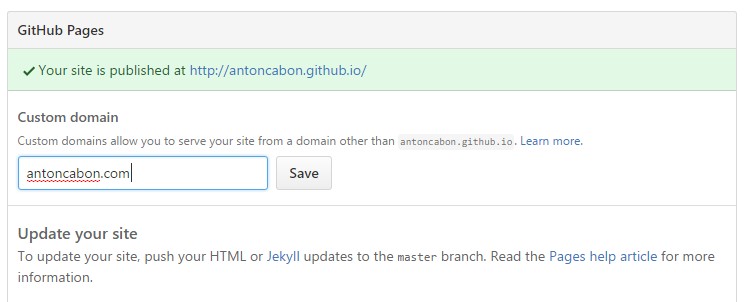 GitHub Pages
Your site is published at http://antoncabon.github.io/
Custom domain
Custom domains allow you to serve your site from a domain other than antoncabon.github.io. Learn more.
antoncabon.com
Save
Update your site
To update your site, push your HTML or Jekyll updates to the master branch. Read the Pages help article for more
information.